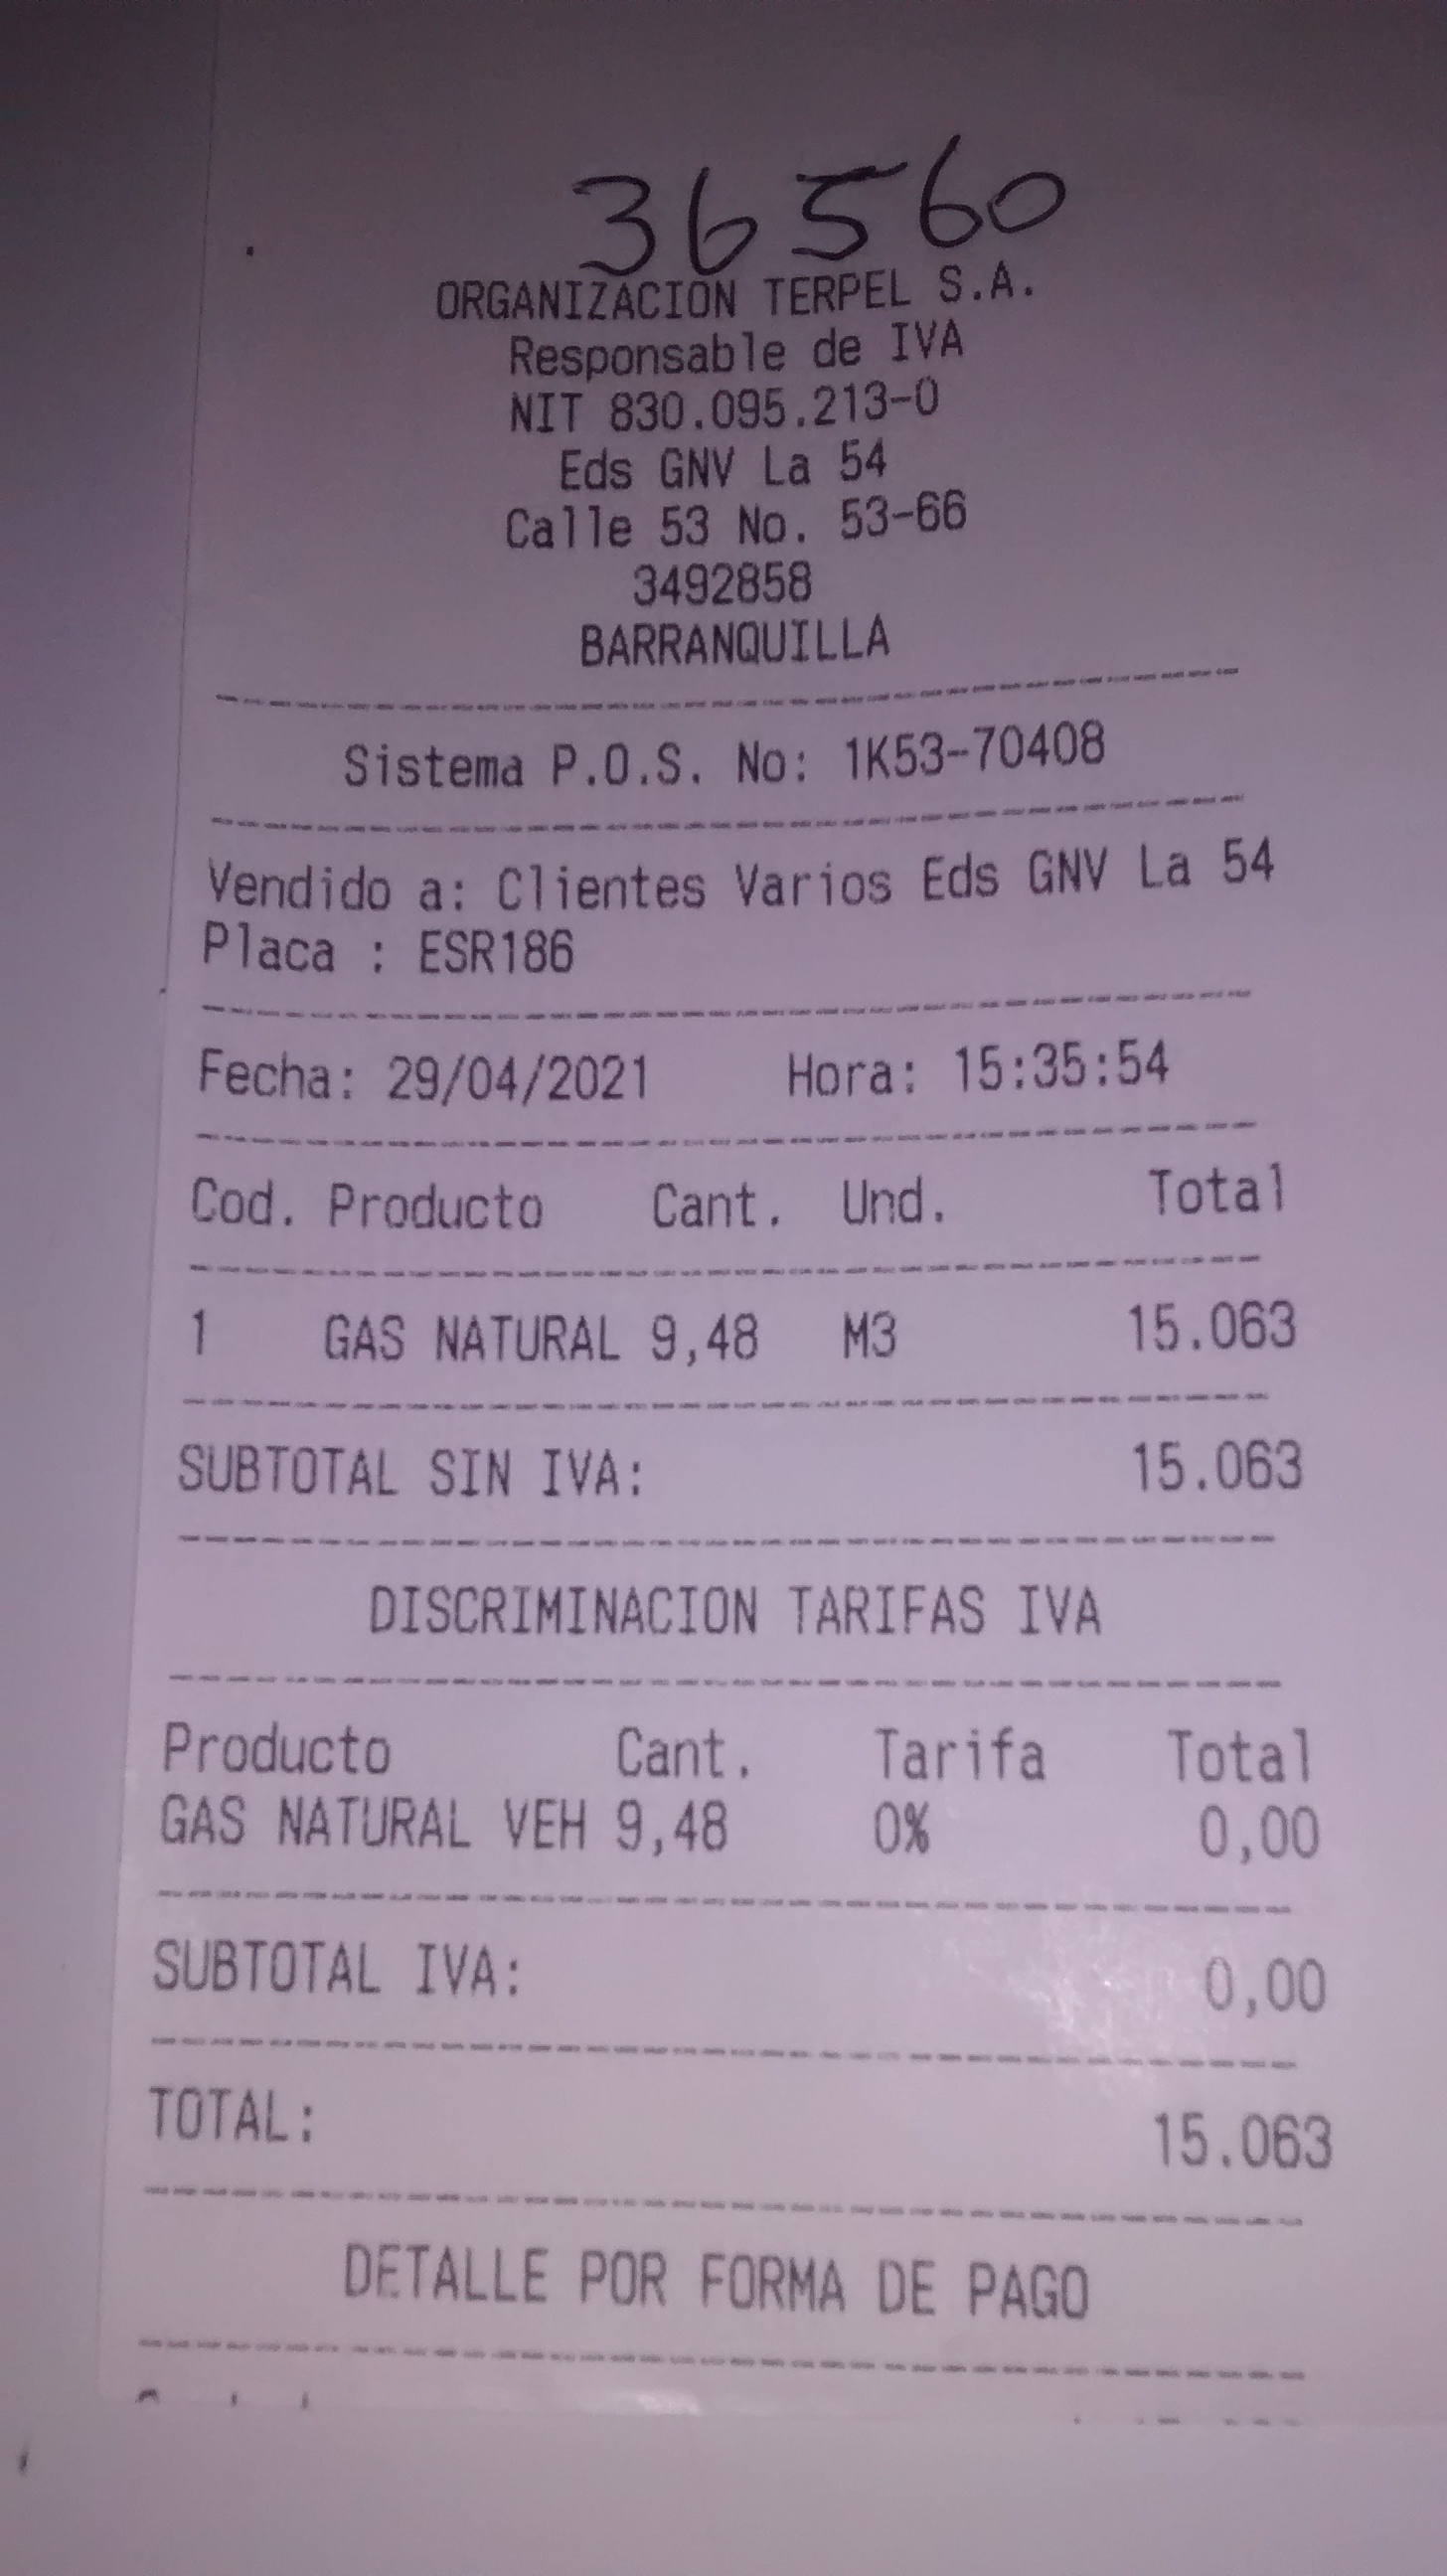 36560
ORGANIZACION TERPEL S.A.
Responsable de IVA
NIT 830.095.213-0
Eds GNV La 54
Calle 53 No. 53-66
3492858
BARRANQUILLA
Sistema P.O.S. No: 1K53-70408
Vendido a: Clientes Varios Eds GNV La 54
Placa : ESR186
Fecha: 29/04/2021 Hora: 15:35:54
Cod. Producto Cant. Und. Total
1 GAS NATURAL 9,48 M3 15.063
SUBTOTAL SIN IVA: 15.063
DISCRIMINACION TARIFAS IVA
Producto Cant. Tarifa Total
GAS NATURAL VEH 9,48 0% 0,00
SUBTOTAL IVA: 0,00
TOTAL: 15.063
DETALLE POR FORMA DE PAGO